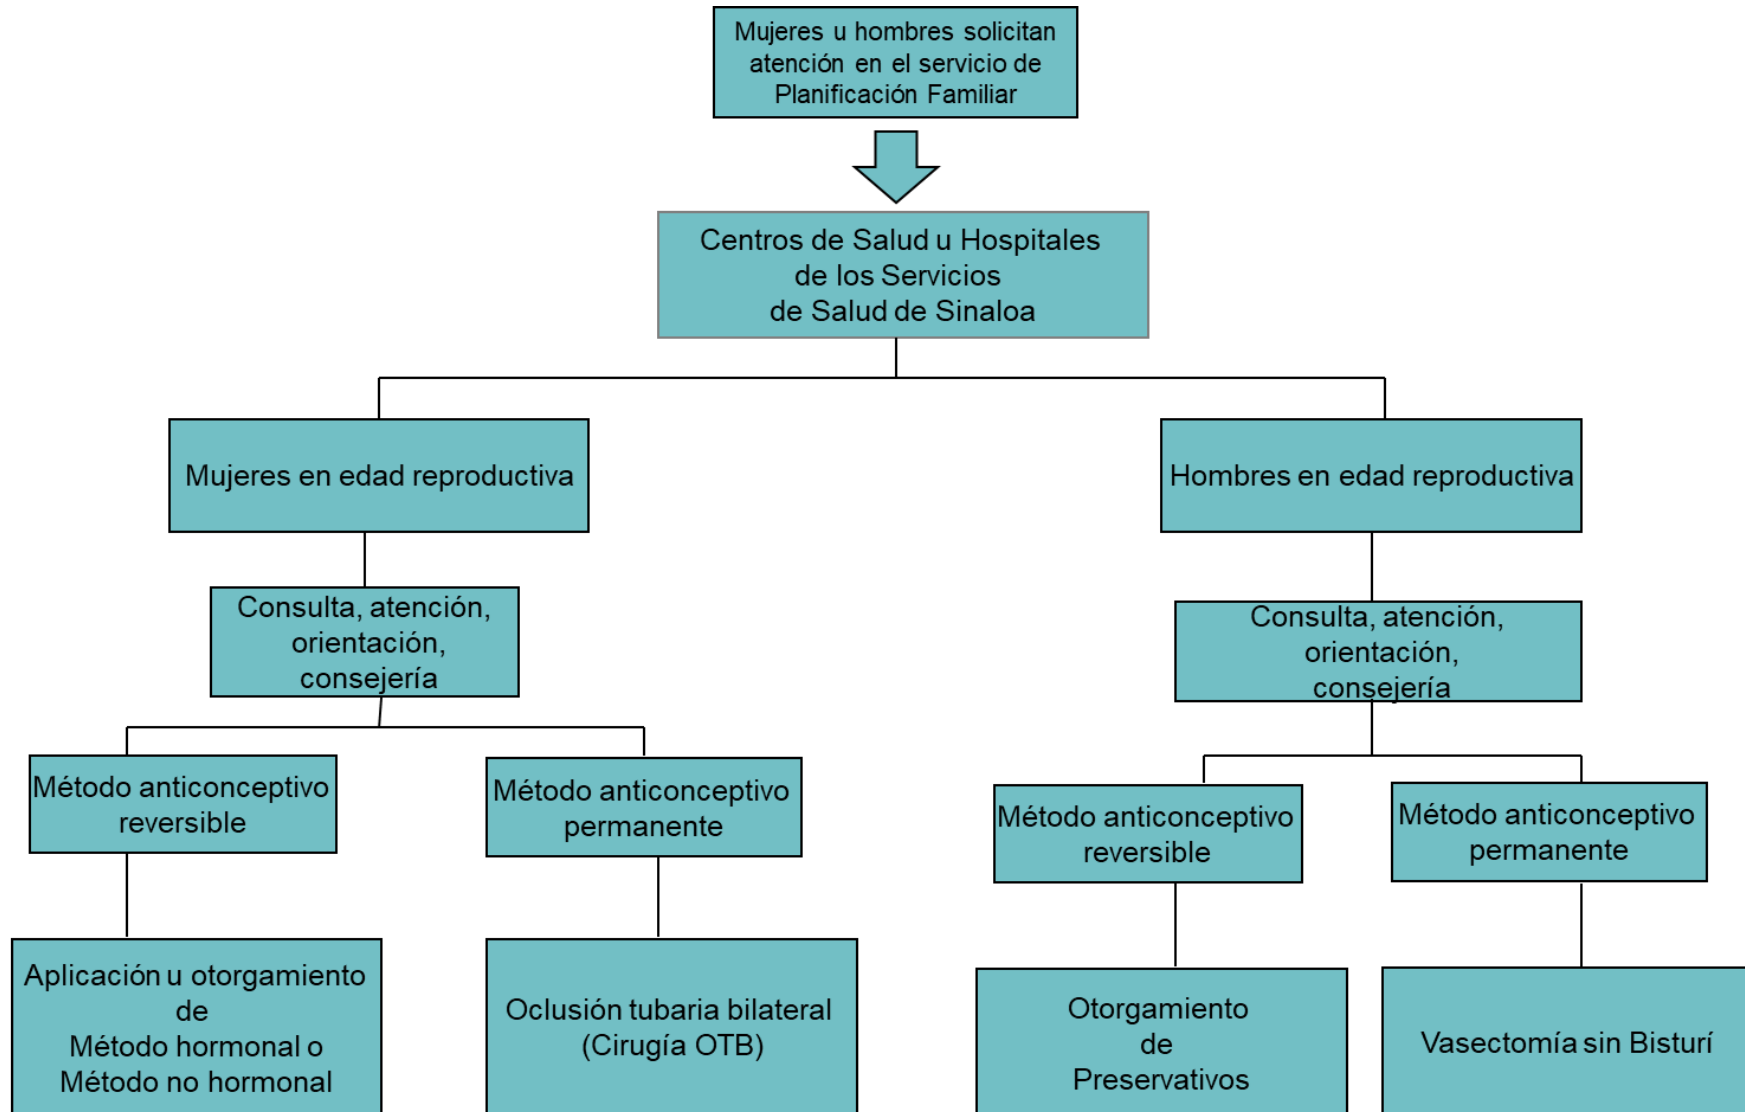 Mujeres u hombres solicitan
atención en el servicio de
Planificación Familiar
Centros de Salud u Hospitales
de los Servicios
de Salud de Sinaloa
Mujeres en edad reproductiva
Hombres en edad reproductiva
Consulta, atención,
orientación,
consejería
Consulta, atención,
orientación,
consejería
Método anticonceptivo
reversible
Método anticonceptivo
permanente
Método anticonceptivo
reversible
Método anticonceptivo
permanente
Aplicación u otorgamiento
de
Método hormonal o
Método no hormonal
Oclusión tubaria bilateral
(Cirugía OTB)
Otorgamiento
de
Preservativos
Vasectomía sin Bisturí